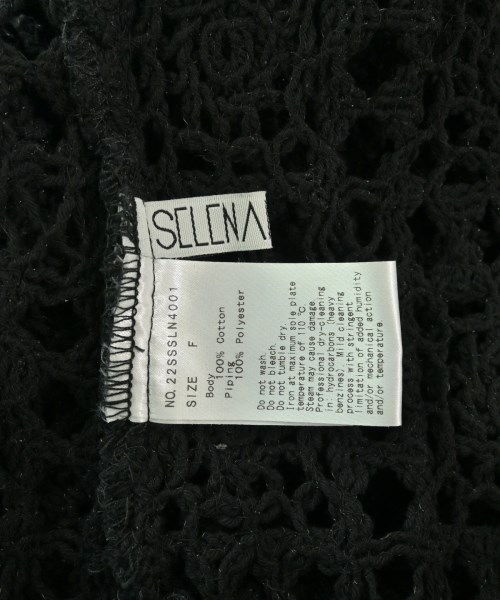 SELENA
NO. 22SSSLN4001
SIZE F
Body
100% Cotton
Piping
100% Polyester
Do not wash.
Do not bleach.
Do not tumble dry.
Iron at maximum sole plate
temperature of 110 ℃.
Steam may cause damage.
Professional dry-cleaning
in: hydrocarbons (heavy
benzines) Mild cleaning
process with stringent
limitation of added humidity
and/or mechanical action
and/or temperature.